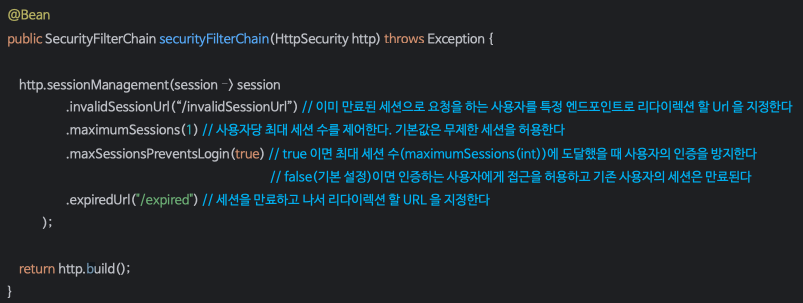 @Bean
public SecurityFilterChain securityFilterChain(HttpSecurity http) throws Exception {
http.sessionManagement(session -> session
.invalidSessionUrl(“/invalidSessionUrl”) // 이미 만료된 세션으로 요청을 하는 사용자를 특정 엔드포인트로 리다이렉션 할 Url 을 지정한다
.maximumSessions(1) // 사용자당 최대 세션 수를 제어한다. 기본값은 무제한 세션을 허용한다
.maxSessionsPreventsLogin(true) // true 이면 최대 세션 수(maximumSessions(int))에 도달했을 때 사용자의 인증을 방지한다
// false(기본 설정)이면 인증하는 사용자에게 접근을 허용하고 기존 사용자의 세션은 만료된다
.expiredUrl("/expired") // 세션을 만료하고 나서 리다이렉션 할 URL 을 지정한다
);
return http.build();
}